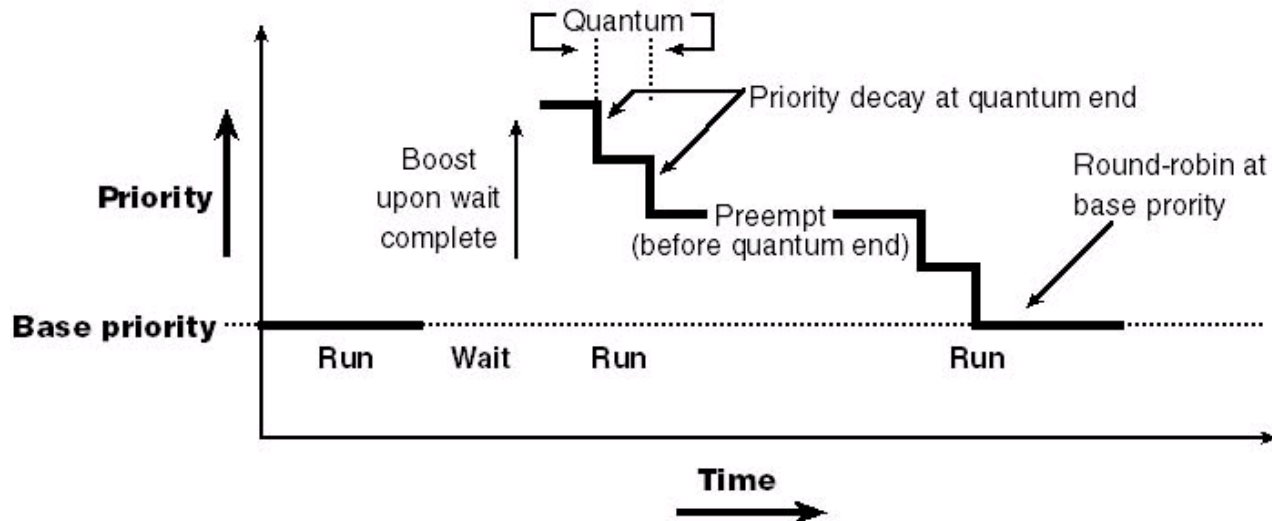 Quantum
Priority decay at quantum end
Boost
upon wait
complete
Round-robin at
base prority
Priority
Preempt
(before quantum end)
Base priority
Run
Wait
Run
Run
Time